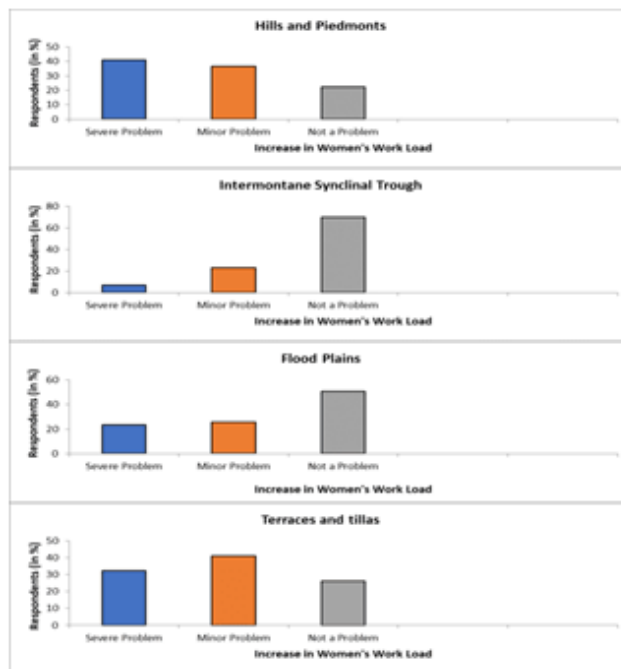 Hills and Piedmonts
Respondents (in %)
50
40
30
20
10
0
Severe Problem Minor Problem Not a Problem
Increase in Women's Work Load
Intermontane Synclinal Trough
Respondents (in %)
80
60
40
20
0
Severe Problem Minor Problem Not a Problem
Increase in Women's Work Load
Flood Plains
Respondents (in %)
60
40
20
0
Severe Problem Minor Problem Not a Problem
Increase in Women's Work Load
Terraces and tillas
Respondents (in %)
50
40
30
20
10
0
Severe Problem Minor Problem Not a Problem
Increase in Women's Work Load